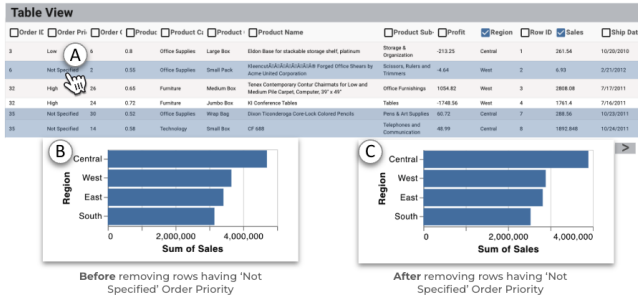 Table View
Order ID Order Pri Order ( Produc Product Ca Product Product Name Product Sub- Profit Region Row ID Sales Ship Dat
A
3 Low 6 0.8 Office Supplies Large Box Eldon Base for stackable storage shelf, platinum Storage & Organization -213.25 Central 1 261.54 10/20/2010
6 Not Specified 2 0.55 Office Supplies Small Pack Forged Office Shears by Acme United Corporation Scissors, Rulers and Trimmers -4.64 West 2 6.93 2/21/2012
32 High 26 0.65 Furniture Medium Box Tenex Contemporary Contur Chairmats for Low and Medium Pile Carpet, Computer, 39" x 49" Office Furnishings 1054.82 West 3 2808.08 7/17/2011
32 High 24 0.72 Furniture Jumbo Box Kl Conference Tables Tables -1748.56 West 4 1761.4 7/16/2011
35 Not Specified 30 0.52 Office Supplies Wrap Bag Dixon Ticonderoga Core-Lock Colored Pencils Pens & Art Supplies 60.72 Central 7 288.56 10/23/2011
35 Not Specified 14 0.58 Technology Small Box CF 688 Telephones and Communication 48.99 Central 8 1892.848 10/24/2011
>
B
Region
Central
West
East
South
0 2,000,000 4,000,000
Sum of Sales
Before removing rows having 'Not
Specified' Order Priority
C
Region
Central
West
East
South
0 2,000,000 4,000,000
Sum of Sales
After removing rows having 'Not
Specified' Order Priority